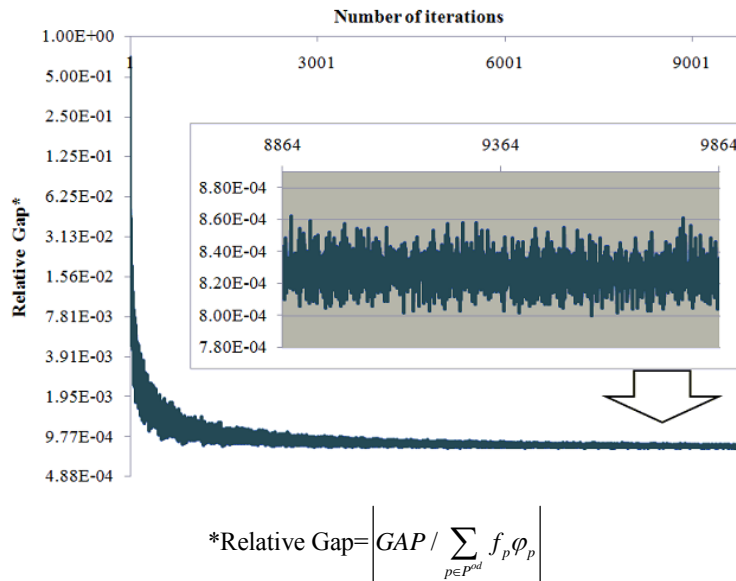 Number of iterations
1.00E+00
1 3001 6001 9001
5.00E-01
2.50E-01
1.25E-01
6.25E-02
3.13E-02
1.56E-02
7.81E-03
3.91E-03
1.95E-03
9.77E-04
4.88E-04
Relative Gap*
8864 9364 9864
8.80E-04
8.60E-04
8.40E-04
8.20E-04
8.00E-04
7.80E-04
*Relative Gap=|GAP / ∑_{p∈P^{od}} f_p φ_p|